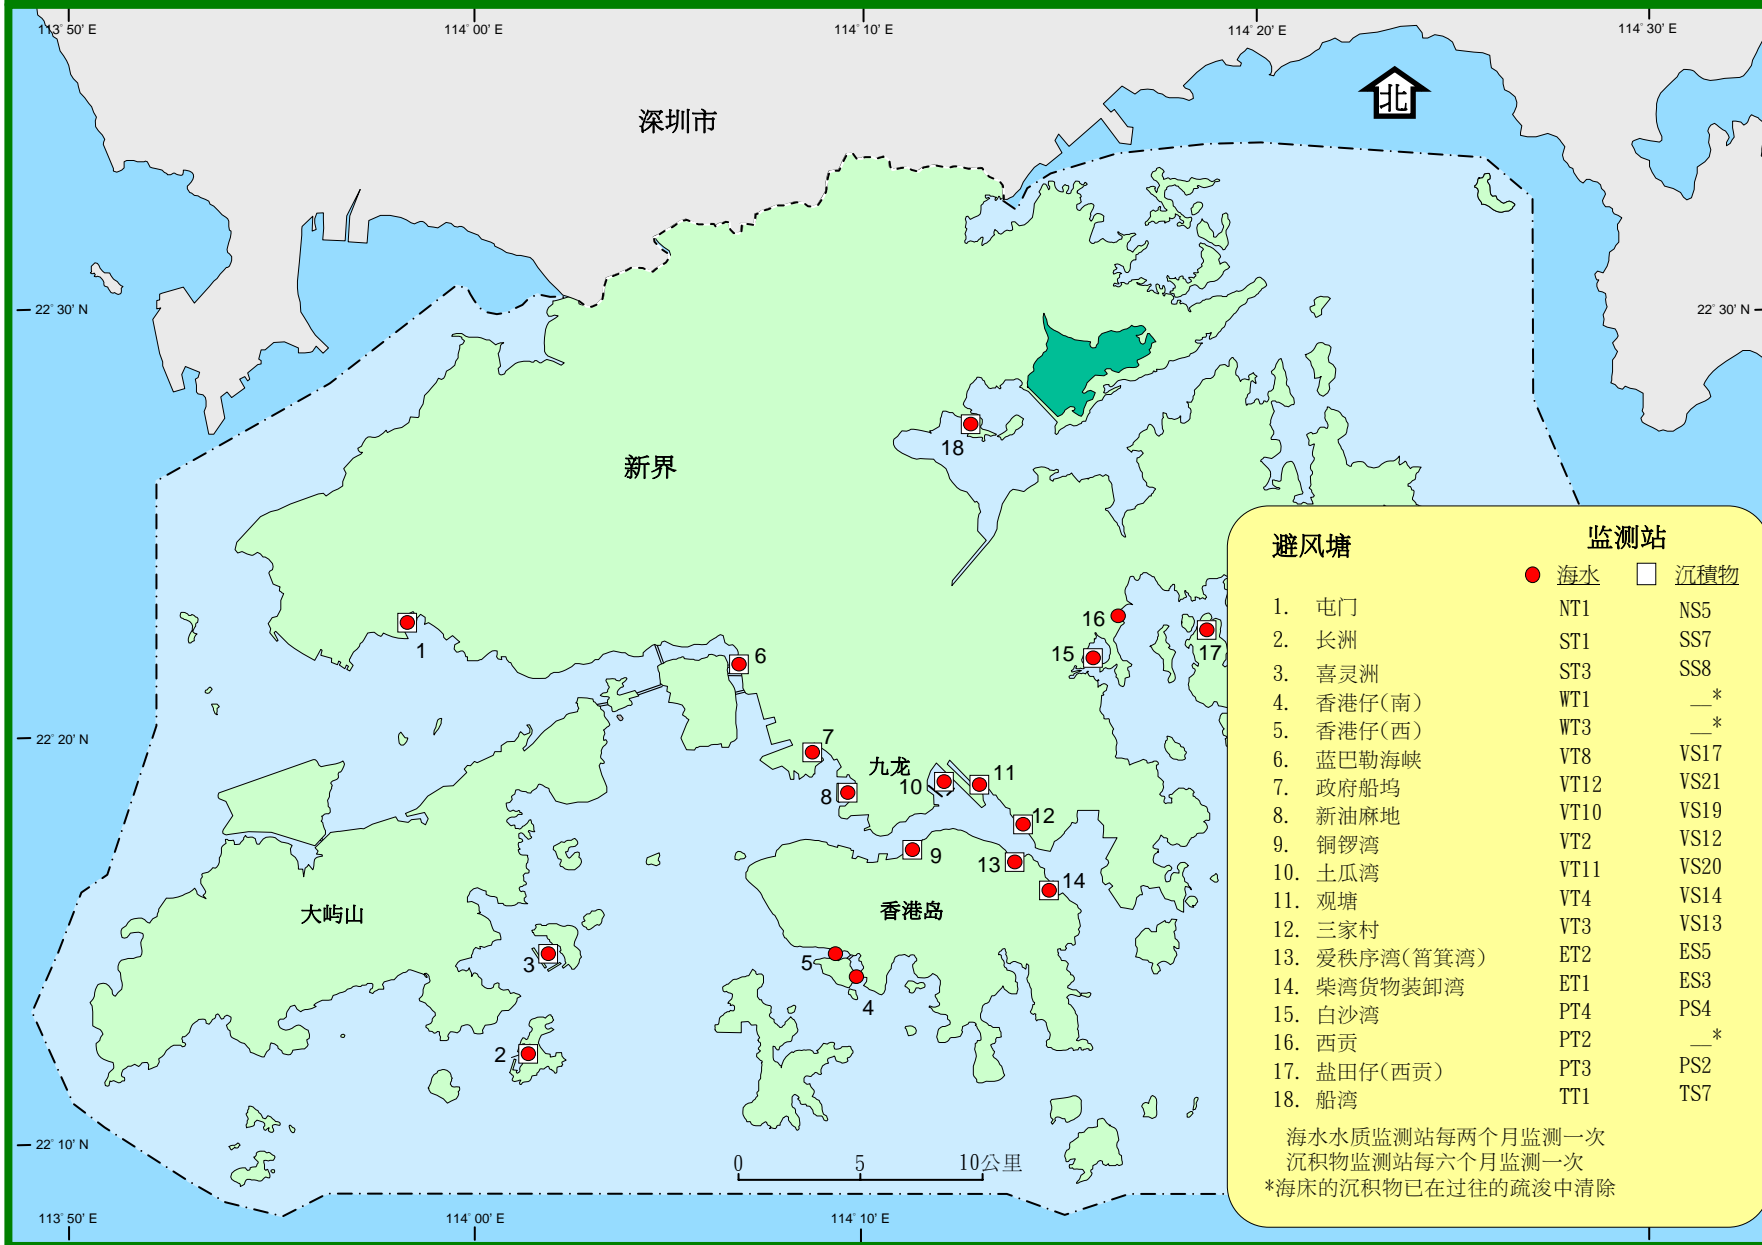 113° 50' E
114° 00' E
114° 10' E
114° 20' E
114° 30' E
北
深圳市
22° 30' N
22° 30' N
18
新界
避风塘 监测站
海水 沉積物
1. 屯门 NT1 NS5
2. 长洲 ST1 SS7
3. 喜灵洲 ST3 SS8
4. 香港仔(南) WT1 —*
5. 香港仔(西) WT3 —*
6. 蓝巴勒海峡 VT8 VS17
7. 政府船坞 VT12 VS21
8. 新油麻地 VT10 VS19
9. 铜锣湾 VT2 VS12
10. 土瓜湾 VT11 VS20
11. 观塘 VT4 VS14
12. 三家村 VT3 VS13
13. 爱秩序湾(筲箕湾) ET2 ES5
14. 柴湾货物装卸湾 ET1 ES3
15. 白沙湾 PT4 PS4
16. 西贡 PT2 —*
17. 盐田仔(西贡) PT3 PS2
18. 船湾 TT1 TS7
海水水质监测站每两个月监测一次
沉积物监测站每六个月监测一次
*海床的沉积物已在过往的疏浚中清除
16
1
15
17
6
22° 20' N
7
九龙
11
10
8
12
9
13
14
大屿山
香港岛
3
5
4
2
22° 10' N
0 5 10公里
113° 50' E
114° 00' E
114° 10' E